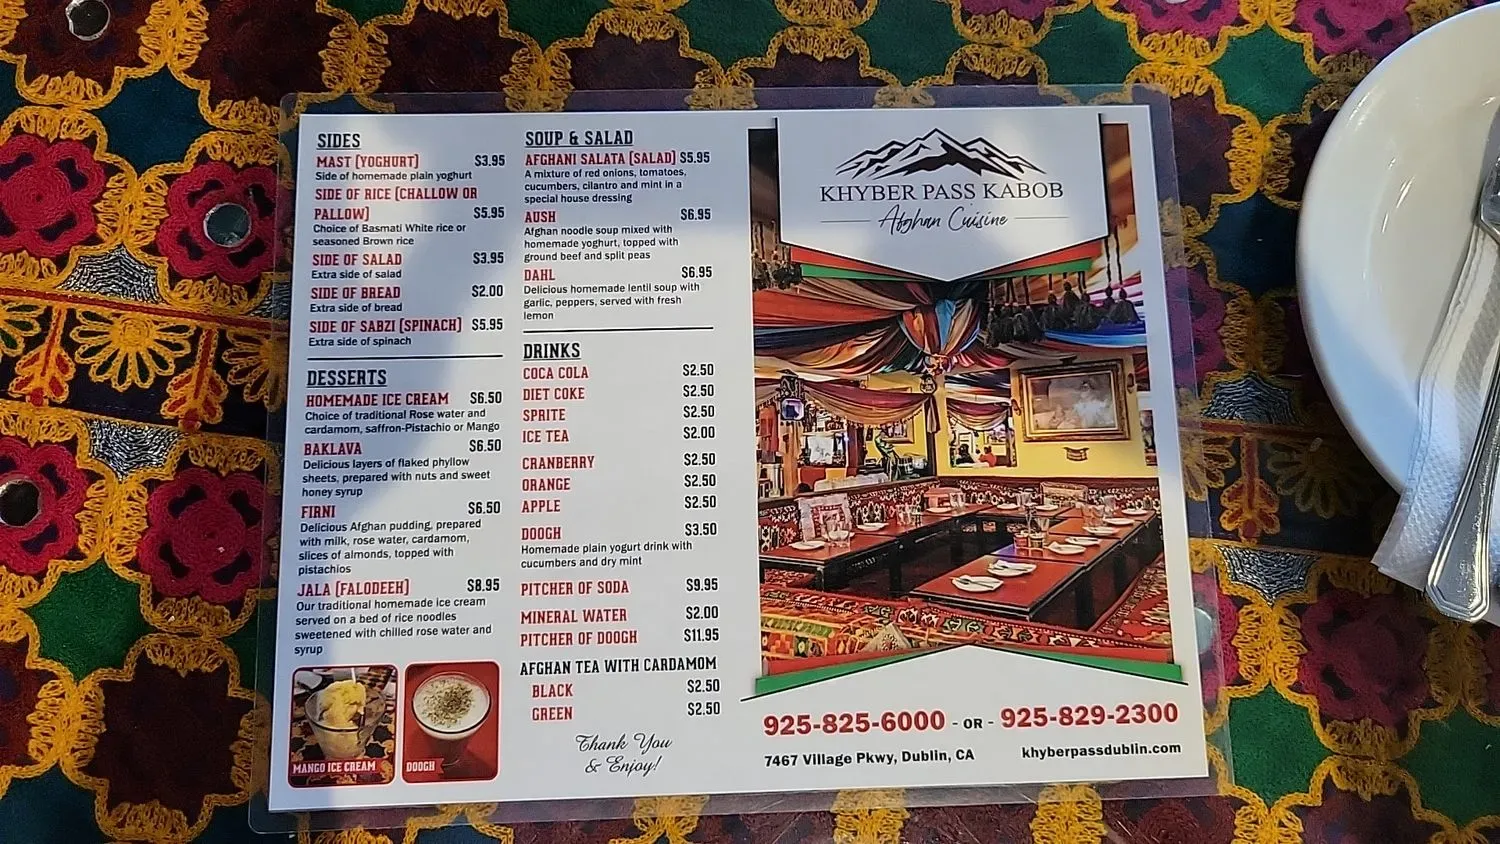 SIDES
MAST (YOGHURT) $3.95
Side of homemade plain yoghurt
SIDE OF RICE (CHALLOW OR
PALLOW) $5.95
Choice of Basmati White rice or
seasoned Brown rice
SIDE OF SALAD $3.95
Extra side of salad
SIDE OF BREAD $2.00
Extra side of bread
SIDE OF SABZI (SPINACH) $5.95
Extra side of spinach
DESSERTS
HOMEMADE ICE CREAM $6.50
Choice of traditional Rose water and
cardamom, saffron-Pistachio or Mango
BAKLAVA $6.50
Delicious layers of flaked phyllow
sheets, prepared with nuts and sweet
honey syrup
FIRNI $6.50
Delicious Afghan pudding, prepared
with milk, rose water, cardamom,
slices of almonds, topped with
pistachios
JALA (FALODEEH) $8.95
Our traditional homemade ice cream
served on a bed of rice noodles
sweetened with chilled rose water and
syrup
MANGO ICE CREAM
DOOGH
SOUP & SALAD
AFGHANI SALATA (SALAD) $5.95
A mixture of red onions, tomatoes,
cucumbers, cilantro and mint in a
special house dressing
AUSH $6.95
Afghan noodle soup mixed with
homemade yoghurt, topped with
ground beef and split peas
DAHL $6.95
Delicious homemade lentil soup with
garlic, peppers, served with fresh
lemon
DRINKS
COCA COLA $2.50
DIET COKE $2.50
SPRITE $2.50
ICE TEA $2.00
CRANBERRY $2.50
ORANGE $2.50
APPLE $2.50
DOOGH $3.50
Homemade plain yogurt drink with
cucumbers and dry mint
PITCHER OF SODA $9.95
MINERAL WATER $2.00
PITCHER OF DOOGH $11.95
AFGHAN TEA WITH CARDAMOM
BLACK $2.50
GREEN $2.50
Thank You
& Enjoy!
KHYBER PASS KABOB
Afghan Cuisine
925-825-6000 - OR - 925-829-2300
7467 Village Pkwy, Dublin, CA khyberpassdublin.com